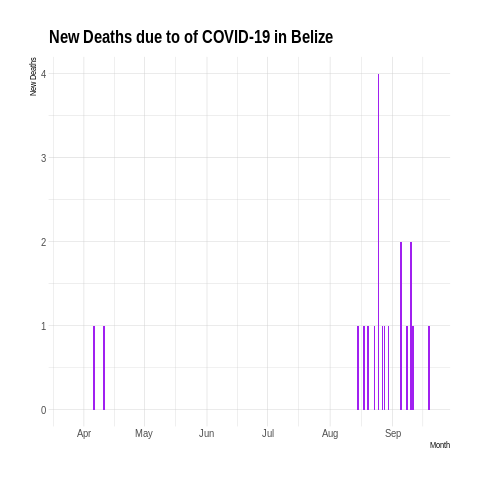 New Deaths due to of COVID-19 in Belize
New Deaths
4
3
2
1
0
Apr May Jun Jul Aug Sep
Month